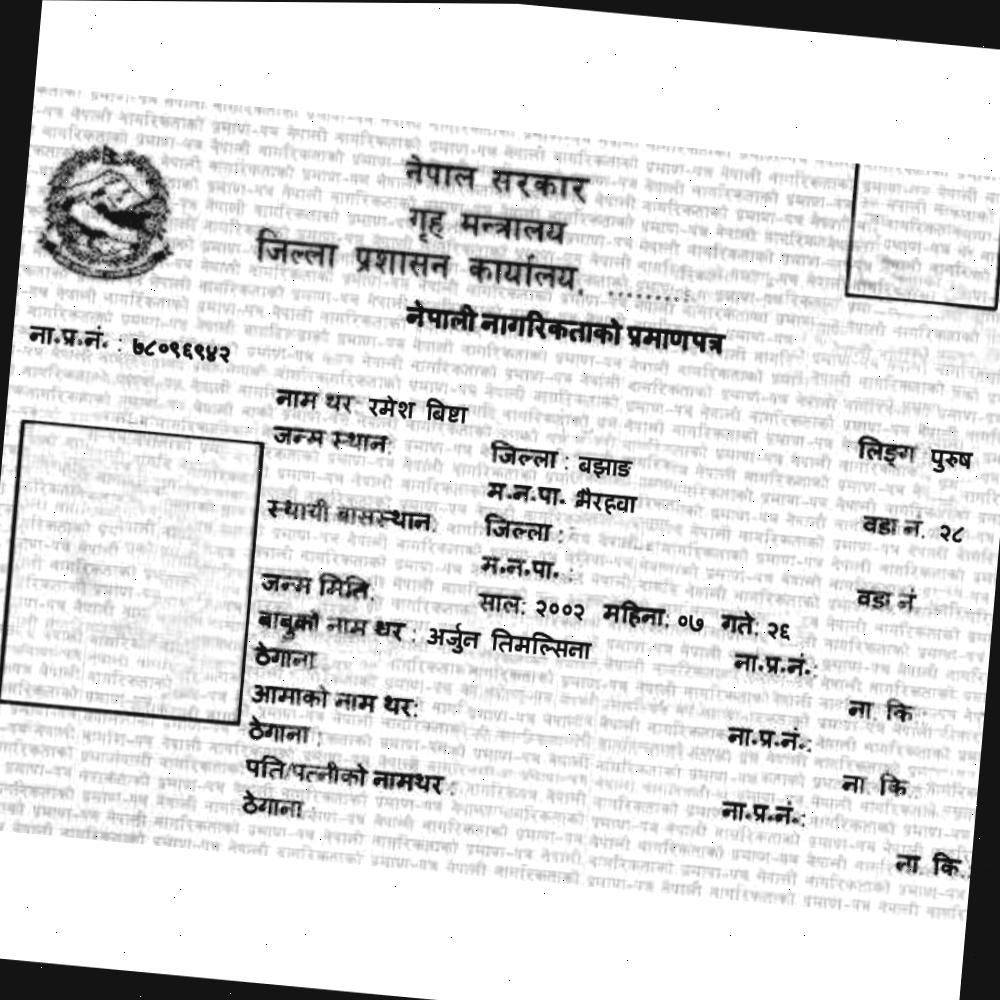 नेपाल सरकार
गृह मन्त्रालय
जिल्ला प्रशासन कार्यालय. .........
नेपाली नागरिकताको प्रमाणपत्र
ना.प्र.नं. : ७८०९६९४२
नाम थर रमेश बिष्टा
लिङ्ग पुरुष
जन्म स्थान: जिल्ला : बझाङ
म.न.पा. भैरहवा वडा नं. २८
स्थायी बासस्थान: जिल्ला :
म.न.पा. : वडा नं
जन्म मिति: साल: २००२ महिना: ०७ गते: २६
बाबुको नाम थर : अर्जुन तिमल्सिना ना.प्र.नं.:
ठेगाना : ना. कि.:
आमाको नाम थर: ना.प्र.नं.:
ठेगाना : ना. कि.:
पति/पत्नीको नामथर : ना.प्र.नं.:
ठेगाना : ना. कि.: